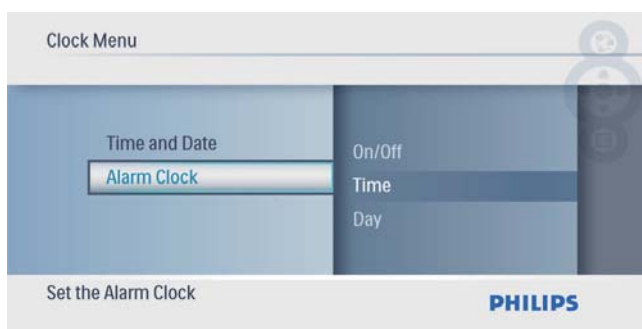 Clock Menu
Time and Date
Alarm Clock
On/Off
Time
Day
Set the Alarm Clock
PHILIPS